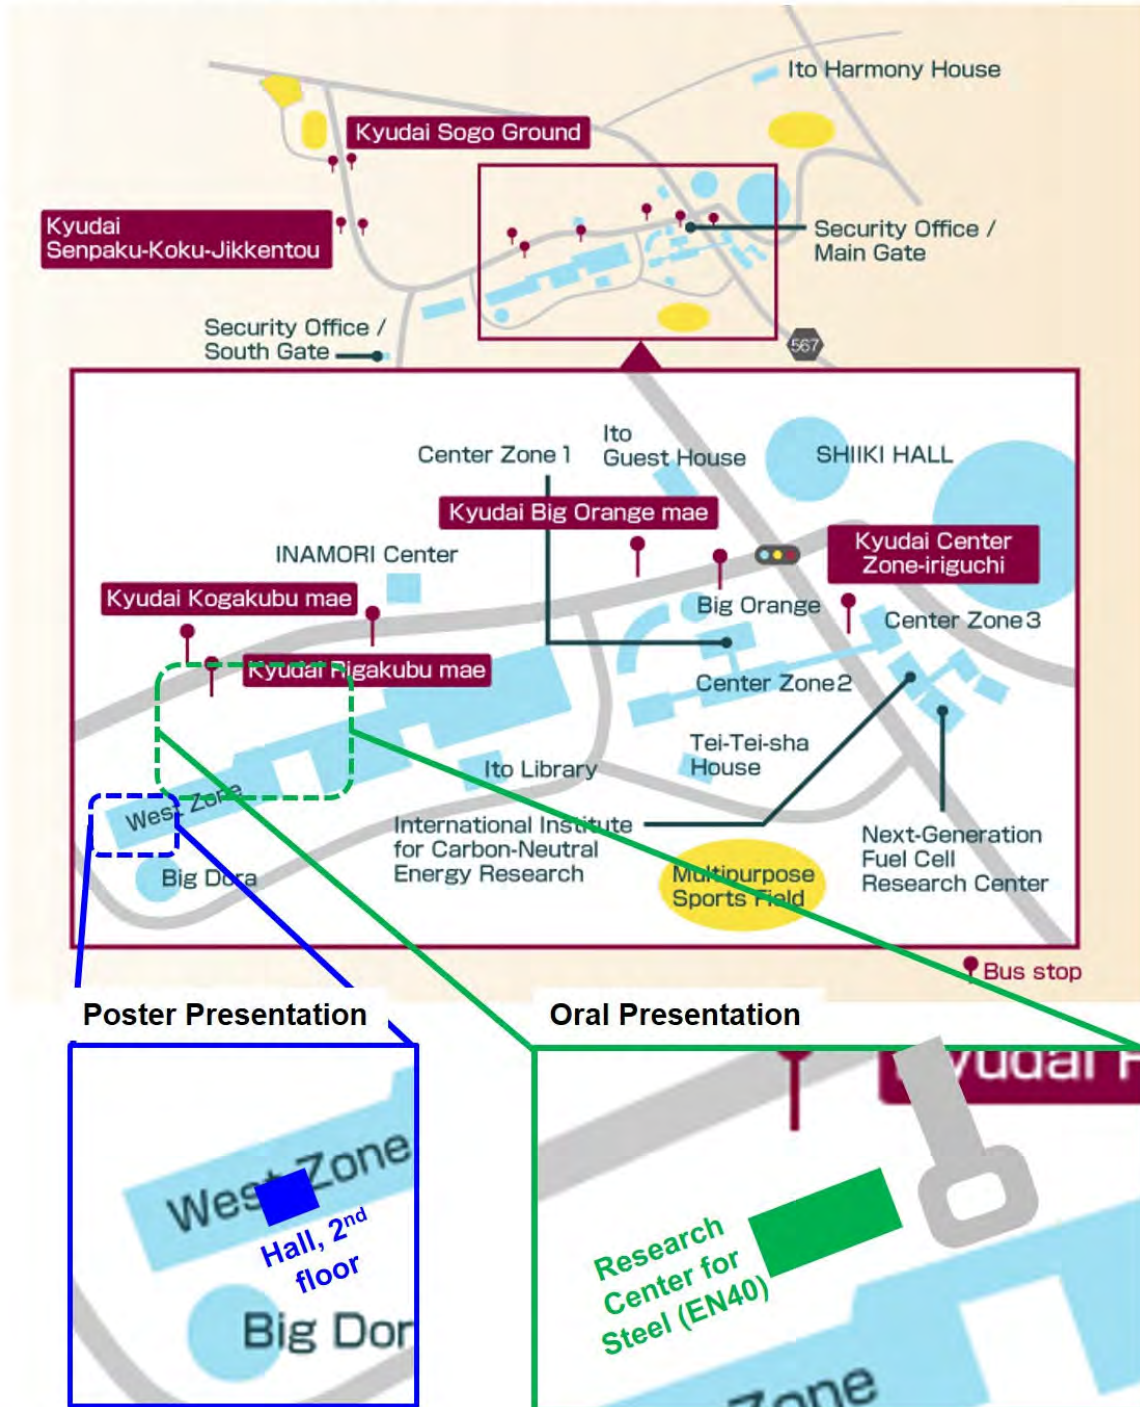 Ito Harmony House
Kyudai Sogo Ground
Kyudai
Senpaku-Koku-Jikkentou
Security Office /
Main Gate
Security Office /
South Gate
567
Center Zone 1
Ito
Guest House
SHIIKI HALL
Kyudai Big Orange mae
INAMORI Center
Kyudai Center
Zone-iriguchi
Kyudai Kogakubu mae
Big Orange
Center Zone 3
Kyudai Rigakubu mae
Center Zone 2
Tei-Tei-sha
House
Ito Library
West Zone
International Institute
for Carbon-Neutral
Energy Research
Next-Generation
Fuel Cell
Research Center
Big Dora
Multipurpose
Sports Field
Bus stop
Poster Presentation
Oral Presentation
Kyudai R
West Zone
Hall, 2nd
floor
Big Dor
Research
Center for
Steel (EN40)
Zone